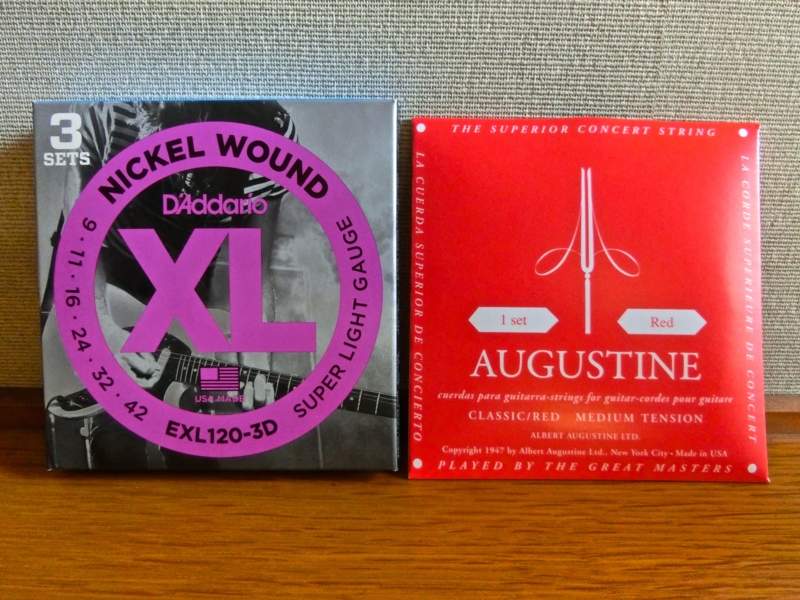 3
SETS
NICKEL WOUND
D'Addario
XL
9 · 11 · 16 · 24 · 32 · 42
SUPER LIGHT GAUGE
USA MADE
EXL120-3D
THE SUPERIOR CONCERT STRING
LA CUERDA SUPERIOR DE CONCIERTO
LA CORDE SUPERIEURE DE CONCERT
1 set
Red
AUGUSTINE
cuerdas para guitarra-strings for guitar-cordes pour guitare
CLASSIC/RED MEDIUM TENSION
ALBERT AUGUSTINE LTD.
Copyright 1947 by Albert Augustine Ltd., New York City • Made in USA
PLAYED BY THE GREAT MASTERS